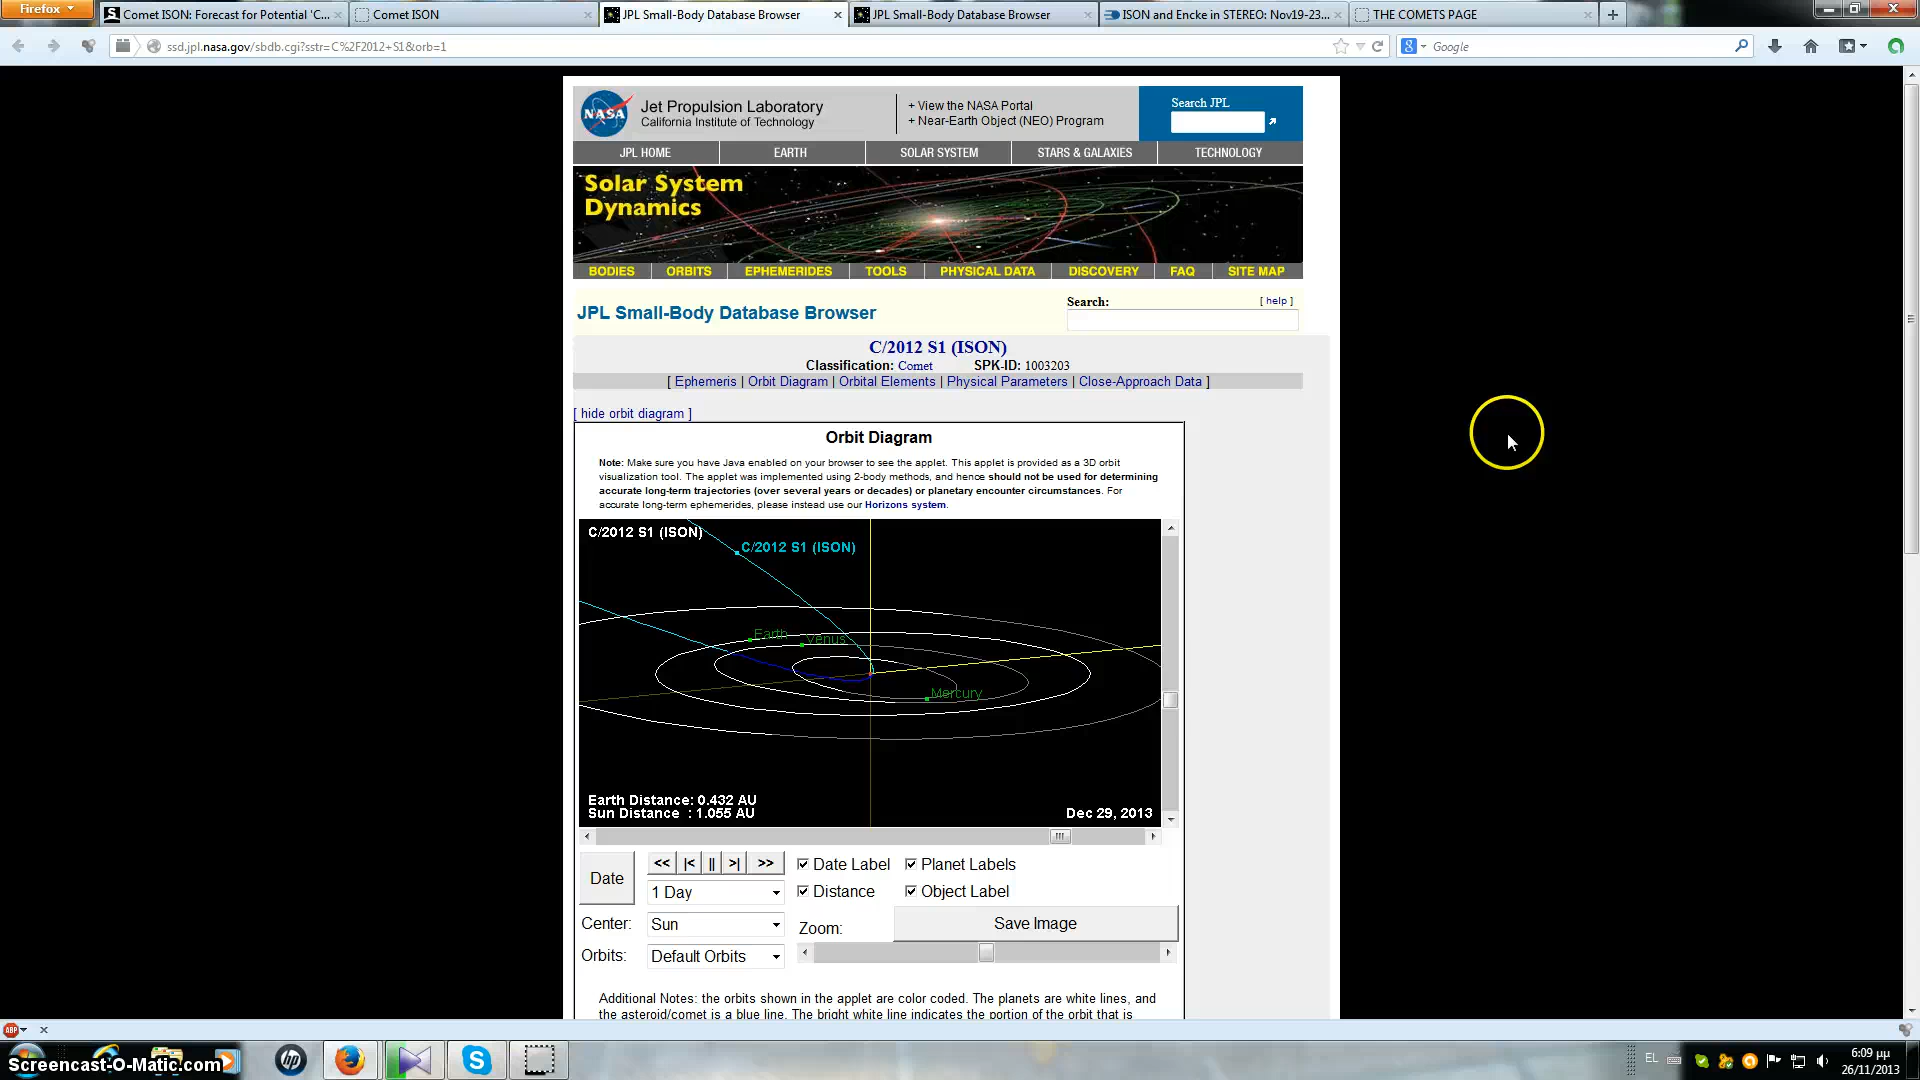 Firefox
Comet ISON: Forecast for Potential 'C...
Comet ISON
JPL Small-Body Database Browser
JPL Small-Body Database Browser
ISON and Encke in STEREO: Nov19-23...
THE COMETS PAGE
ssd.jpl.nasa.gov/sbdb.cgi?sstr=C%2F2012+S1&orb=1
Google
NASA
Jet Propulsion Laboratory
California Institute of Technology
+ View the NASA Portal
+ Near-Earth Object (NEO) Program
Search JPL
JPL HOME
EARTH
SOLAR SYSTEM
STARS & GALAXIES
TECHNOLOGY
Solar System
Dynamics
BODIES
ORBITS
EPHEMERIDES
TOOLS
PHYSICAL DATA
DISCOVERY
FAQ
SITE MAP
JPL Small-Body Database Browser
Search:
[ help ]
C/2012 S1 (ISON)
Classification: Comet SPK-ID: 1003203
[ Ephemeris | Orbit Diagram | Orbital Elements | Physical Parameters | Close-Approach Data ]
[ hide orbit diagram ]
Orbit Diagram
Note: Make sure you have Java enabled on your browser to see the applet. This applet is provided as a 3D orbit
visualization tool. The applet was implemented using 2-body methods, and hence should not be used for determining
accurate long-term trajectories (over several years or decades) or planetary encounter circumstances. For
accurate long-term ephemerides, please instead use our Horizons system.
C/2012 S1 (ISON)
C/2012 S1 (ISON)
Earth
Venus
Mercury
Earth Distance: 0.432 AU
Sun Distance : 1.055 AU
Dec 29, 2013
Date
<<
|<
||
>|
>>
Date Label
Planet Labels
1 Day
Distance
Object Label
Center:
Sun
Zoom:
Save Image
Orbits:
Default Orbits
Additional Notes: the orbits shown in the applet are color coded. The planets are white lines, and
the asteroid/comet is a blue line. The bright white line indicates the portion of the orbit that is
ABP
Screencast-O-Matic.com
hp
EL
6:09 μμ
26/11/2013